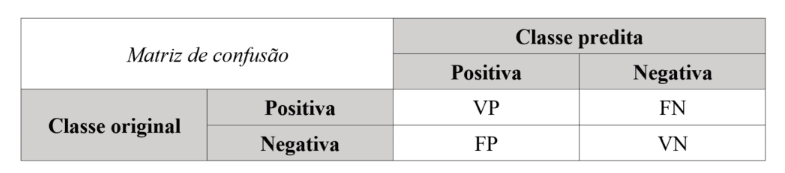 Matriz de confusão
Classe predita
Positiva Negativa
Classe original
Positiva VP FN
Negativa FP VN